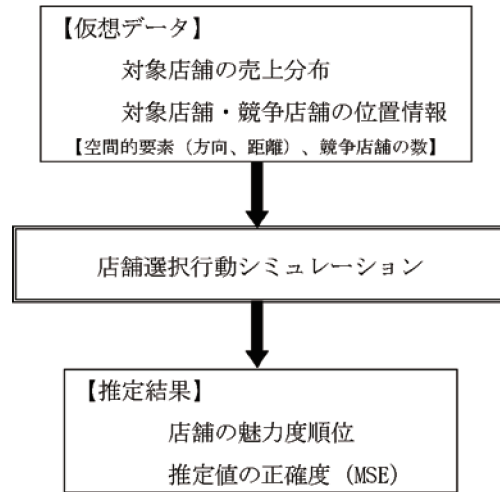 【仮想データ】
対象店舗の売上分布
対象店舗・競争店舗の位置情報
【空間的要素（方向、距離）、競争店舗の数】
店舗選択行動シミュレーション
【推定結果】
店舗の魅力度順位
推定値の正確度（MSE）